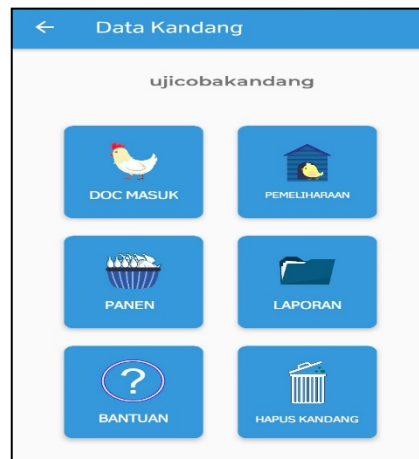 Data Kandang
ujicobakandang
DOC MASUK
PEMELIHARAAN
PANEN
LAPORAN
?
BANTUAN
HAPUS KANDANG